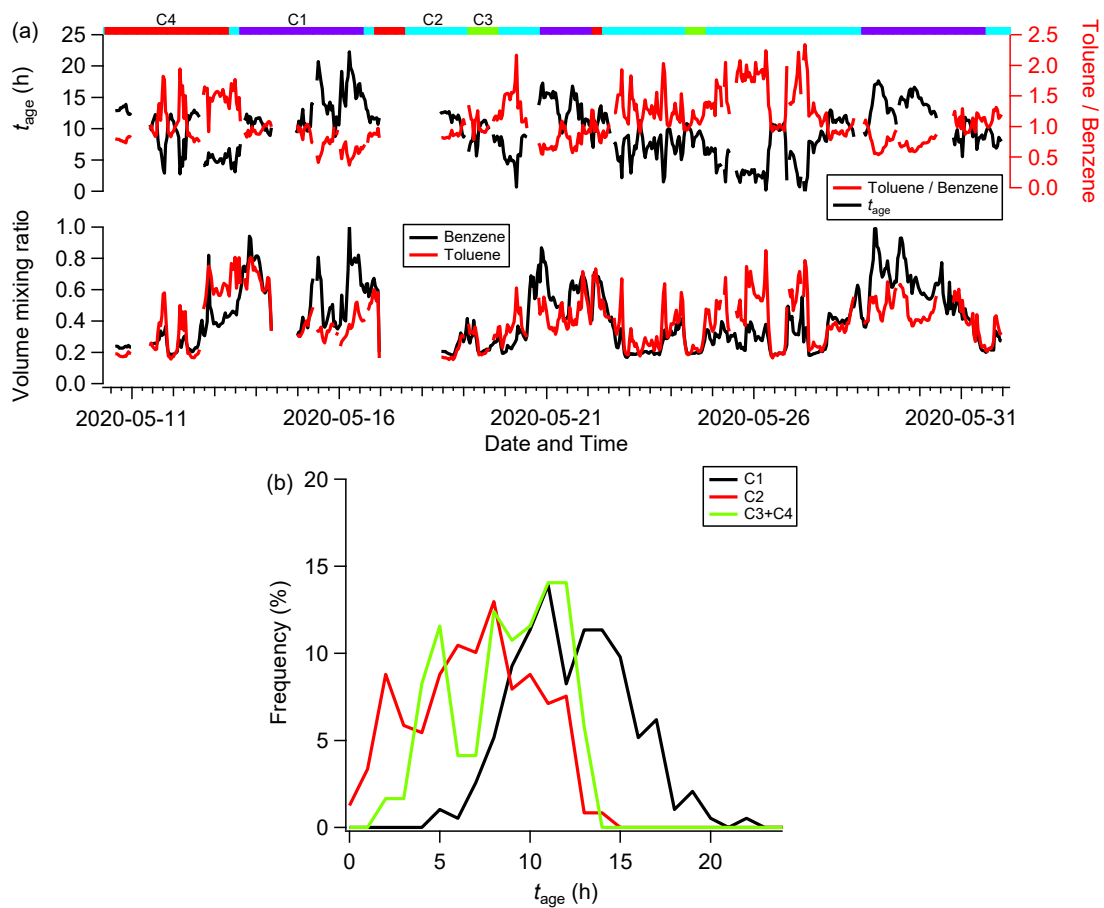 (a)
C4 C1 C2 C3
25
20
15
10
5
0
t_age (h)
2.5
2.0
1.5
1.0
0.5
0.0
Toluene / Benzene
Toluene / Benzene
t_age
1.0
0.8
0.6
0.4
0.2
0.0
Volume mixing ratio
Benzene
Toluene
2020-05-11 2020-05-16 2020-05-21 2020-05-26 2020-05-31
Date and Time
(b)
C1
C2
C3+C4
20
15
10
5
0
Frequency (%)
0 5 10 15 20
t_age (h)